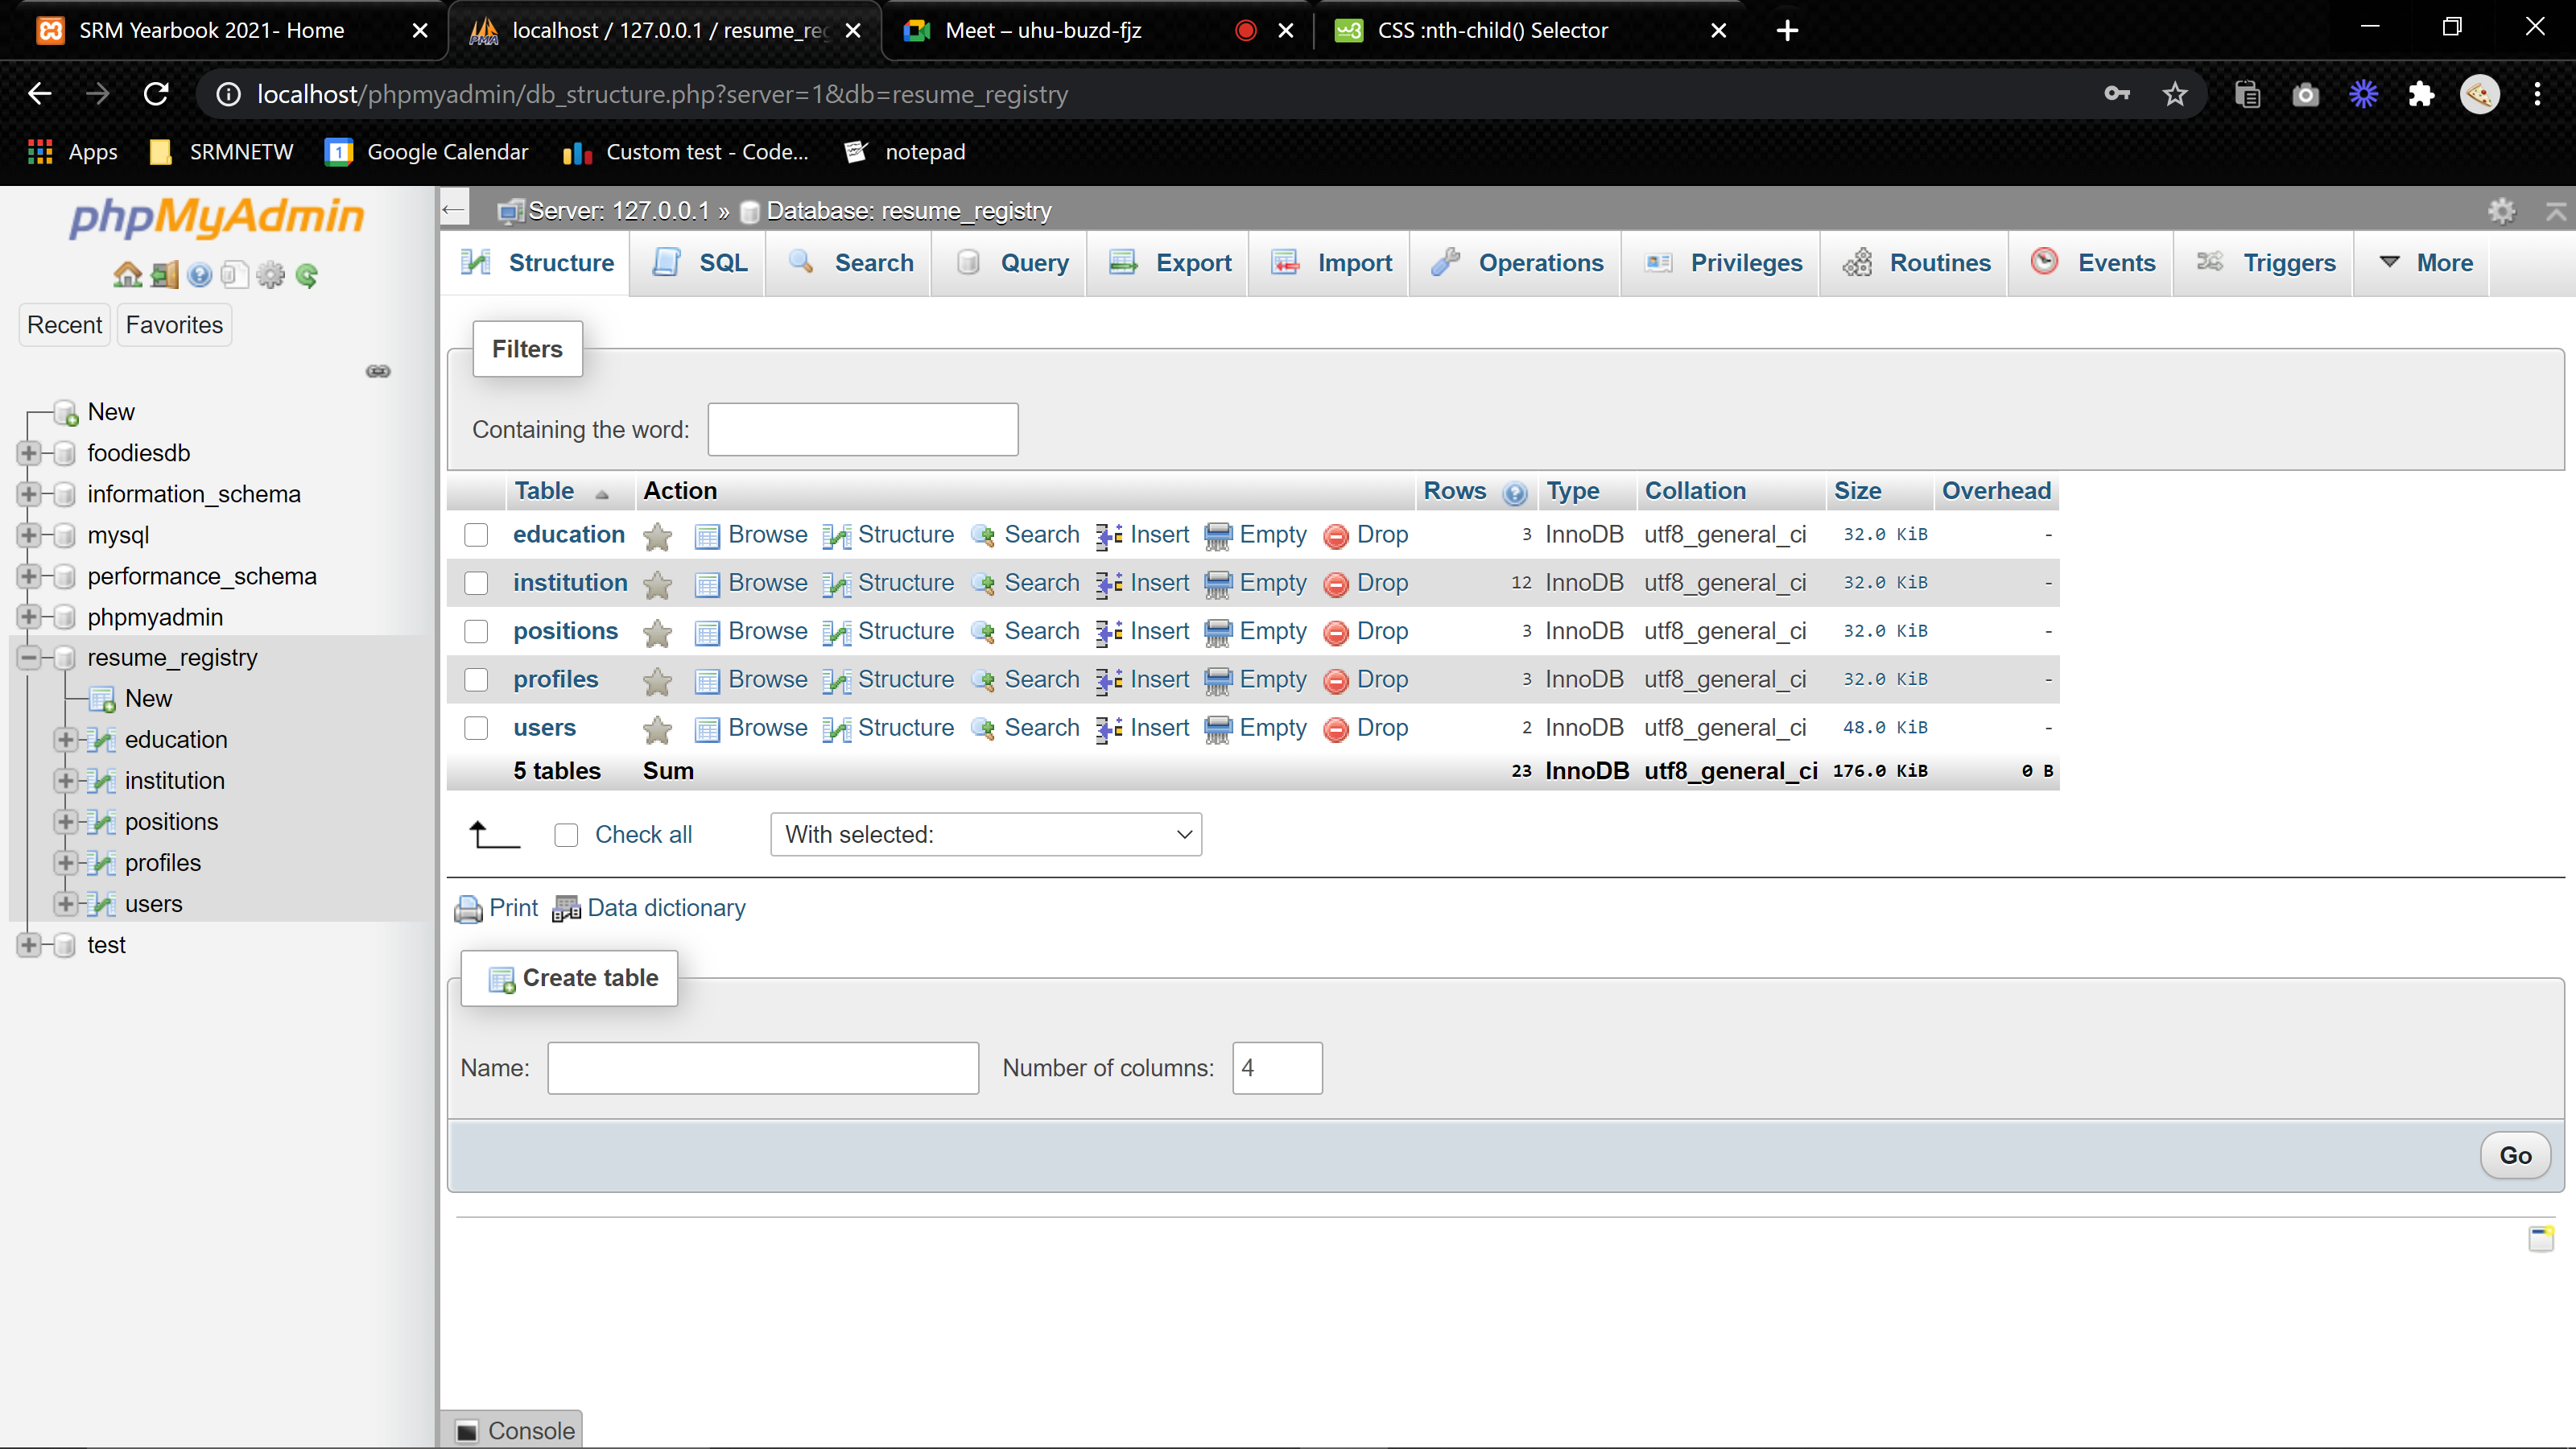 SRM Yearbook 2021- Home
localhost / 127.0.0.1 / resume_reg
Meet – uhu-buzd-fjz
CSS :nth-child() Selector
localhost/phpmyadmin/db_structure.php?server=1&db=resume_registry
Apps SRMNETW Google Calendar Custom test - Code... notepad
phpMyAdmin
Recent Favorites
New
foodiesdb
information_schema
mysql
performance_schema
phpmyadmin
resume_registry
New
education
institution
positions
profiles
users
test
Server: 127.0.0.1 » Database: resume_registry
Structure SQL Search Query Export Import Operations Privileges Routines Events Triggers More
Filters
Containing the word:
Table Action Rows Type Collation Size Overhead
education Browse Structure Search Insert Empty Drop 3 InnoDB utf8_general_ci 32.0 KiB -
institution Browse Structure Search Insert Empty Drop 12 InnoDB utf8_general_ci 32.0 KiB -
positions Browse Structure Search Insert Empty Drop 3 InnoDB utf8_general_ci 32.0 KiB -
profiles Browse Structure Search Insert Empty Drop 3 InnoDB utf8_general_ci 32.0 KiB -
users Browse Structure Search Insert Empty Drop 2 InnoDB utf8_general_ci 48.0 KiB -
5 tables Sum 23 InnoDB utf8_general_ci 176.0 KiB 0 B
Check all With selected:
Print Data dictionary
Create table
Name: Number of columns: 4
Go
Console